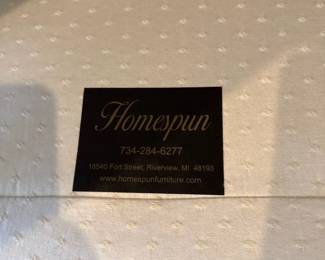 Homespun
734-284-6277
18540 Fort Street, Riverview, MI. 48193
www.homespunfurniture.com